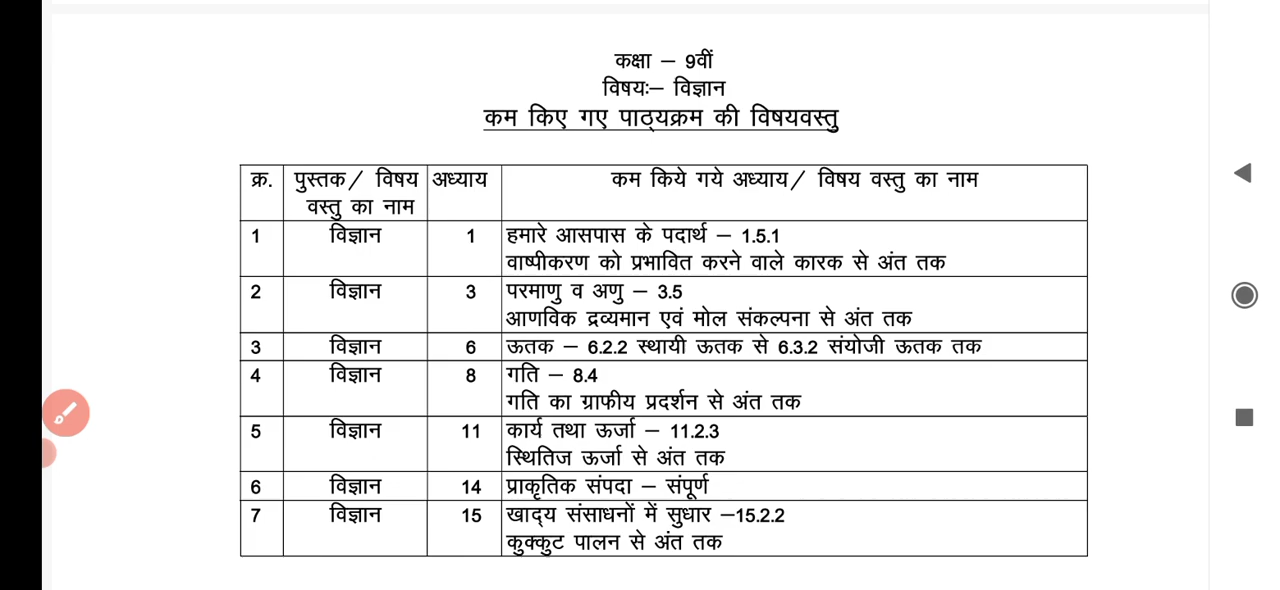 कक्षा – 9वीं
विषयः– विज्ञान
कम किए गए पाठ्यक्रम की विषयवस्तु
क्र. पुस्तक/ विषय वस्तु का नाम अध्याय कम किये गये अध्याय/ विषय वस्तु का नाम
1 विज्ञान 1 हमारे आसपास के पदार्थ – 1.5.1
वाष्पीकरण को प्रभावित करने वाले कारक से अंत तक
2 विज्ञान 3 परमाणु व अणु – 3.5
आणविक द्रव्यमान एवं मोल संकल्पना से अंत तक
3 विज्ञान 6 ऊतक – 6.2.2 स्थायी ऊतक से 6.3.2 संयोजी ऊतक तक
4 विज्ञान 8 गति – 8.4
गति का ग्राफीय प्रदर्शन से अंत तक
5 विज्ञान 11 कार्य तथा ऊर्जा – 11.2.3
स्थितिज ऊर्जा से अंत तक
6 विज्ञान 14 प्राकृतिक संपदा – संपूर्ण
7 विज्ञान 15 खाद्य संसाधनों में सुधार –15.2.2
कुक्कुट पालन से अंत तक